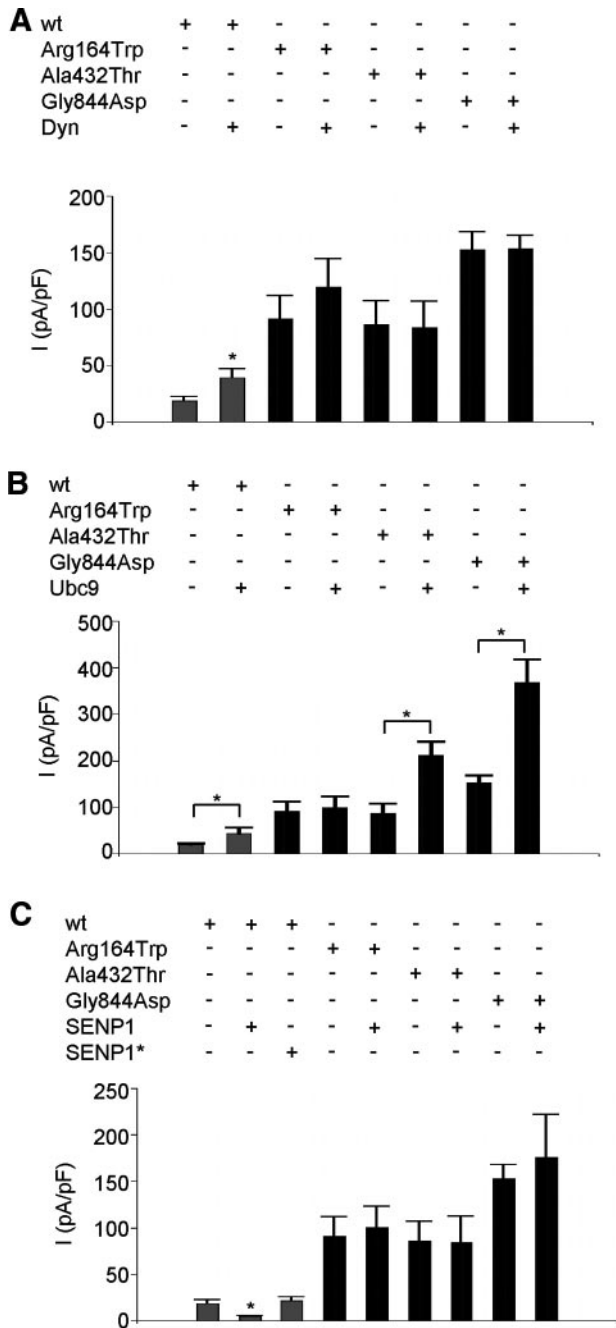 A
wt + + - - - - - -
Arg164Trp - - + + - - - -
Ala432Thr - - - - + + - -
Gly844Asp - - - - - - + +
Dyn - + - + - + - +
200
150
100
50
0
I (pA/pF)
*
B
wt + + - - - - - -
Arg164Trp - - + + - - - -
Ala432Thr - - - - + + - -
Gly844Asp - - - - - - + +
Ubc9 - + - + - + - +
500
400
300
200
100
0
I (pA/pF)
*
*
*
C
wt + + + - - - - - -
Arg164Trp - - - + + - - - -
Ala432Thr - - - - - + + - -
Gly844Asp - - - - - - - + +
SENP1 - + - - + - + - +
SENP1* - - + - - - - - -
250
200
150
100
50
0
I (pA/pF)
*